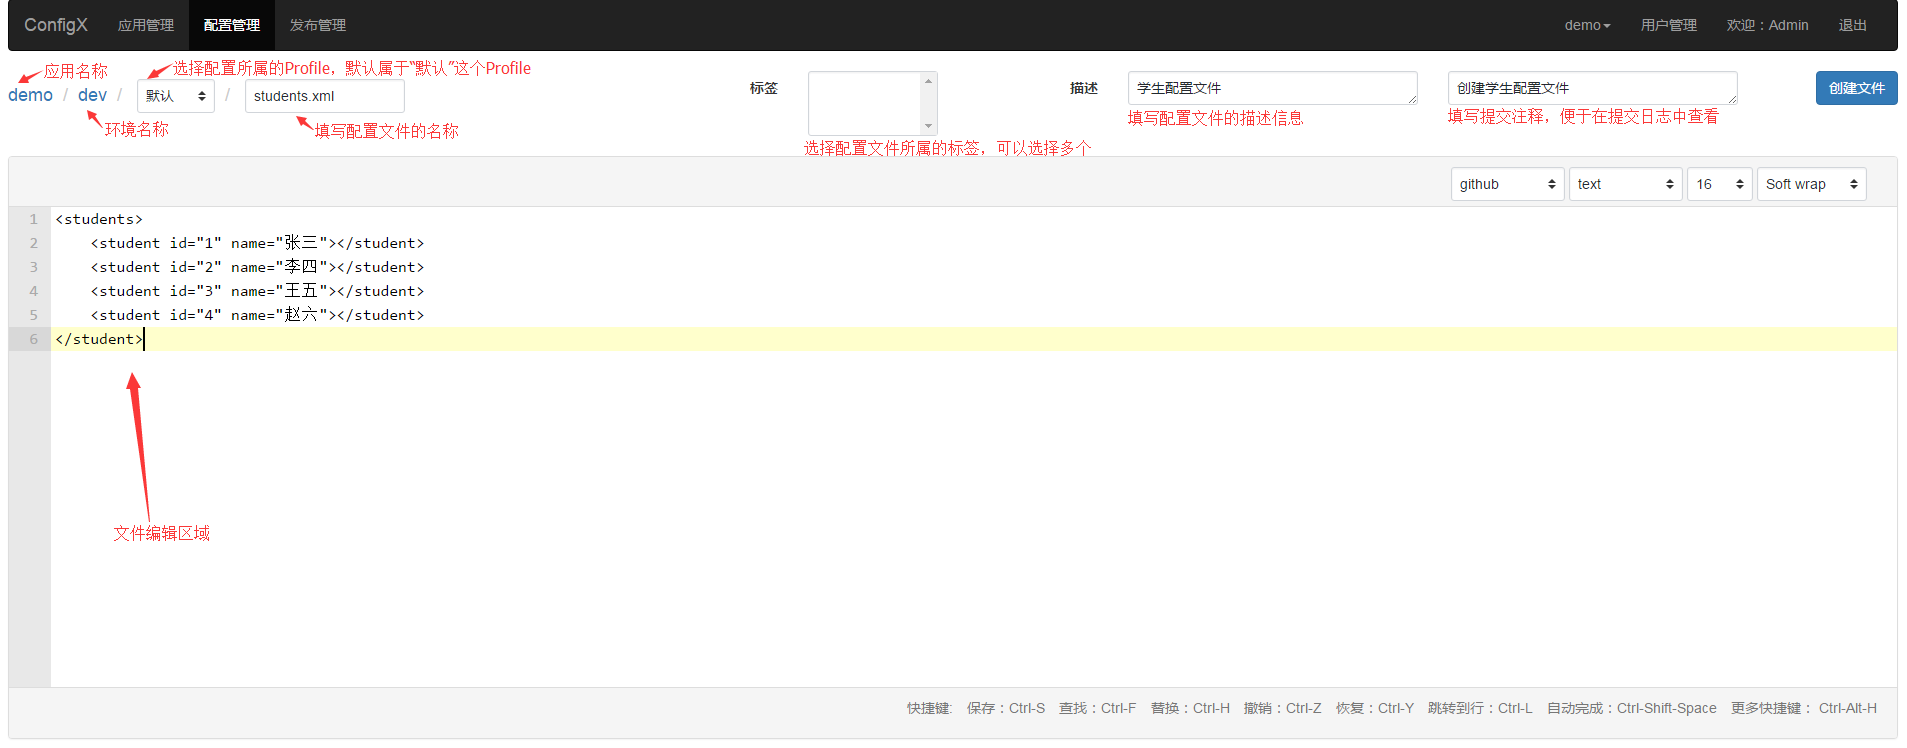 ConfigX 应用管理 配置管理 发布管理 demo 用户管理 欢迎：Admin 退出
应用名称
选择配置所属的Profile，默认属于“默认”这个Profile
demo / dev / 默认 / students.xml
环境名称
填写配置文件的名称
标签
选择配置文件所属的标签，可以选择多个
描述 学生配置文件
填写配置文件的描述信息
创建学生配置文件
填写提交注释，便于在提交日志中查看
创建文件
github text 16 Soft wrap
1 <students>
2 <student id="1" name="张三"></student>
3 <student id="2" name="李四"></student>
4 <student id="3" name="王五"></student>
5 <student id="4" name="赵六"></student>
6 </student>
文件编辑区域
快捷键: 保存：Ctrl-S 查找：Ctrl-F 替换：Ctrl-H 撤销：Ctrl-Z 恢复：Ctrl-Y 跳转到行：Ctrl-L 自动完成：Ctrl-Shift-Space 更多快捷键： Ctrl-Alt-H